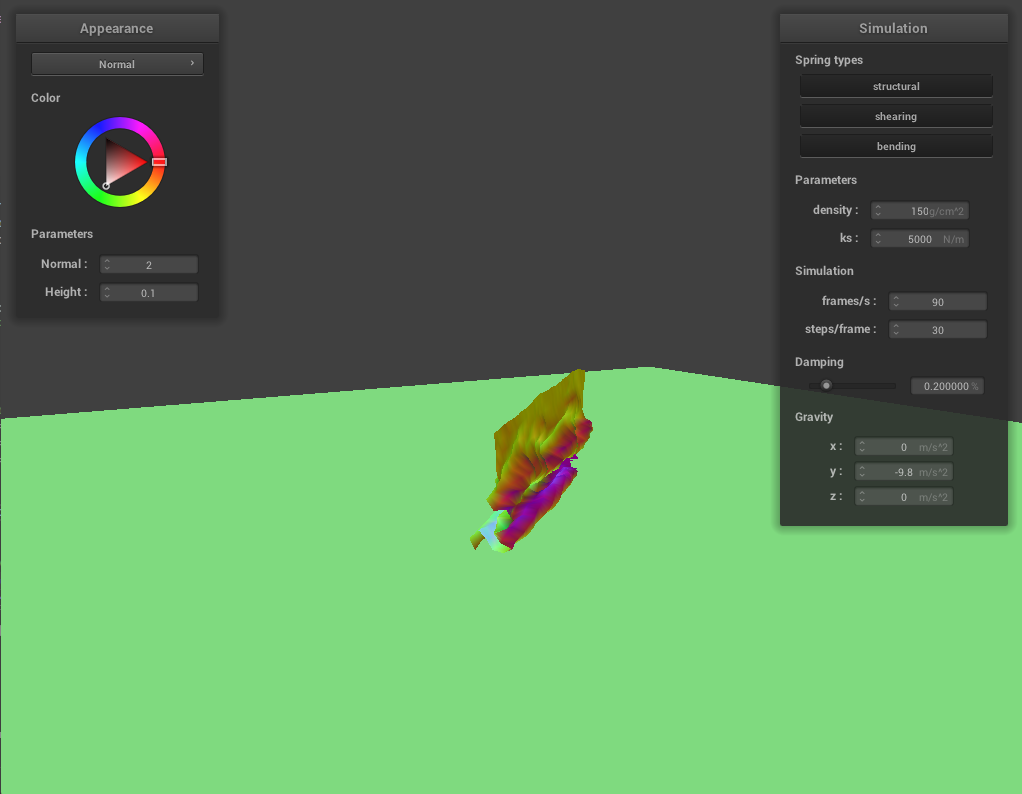 Appearance
Normal
Color
Parameters
Normal : 2
Height : 0.1
Simulation
Spring types
structural
shearing
bending
Parameters
density : 150g/cm^2
ks : 5000 N/m
Simulation
frames/s : 90
steps/frame : 30
Damping
0.200000 %
Gravity
x : 0 m/s^2
y : -9.8 m/s^2
z : 0 m/s^2